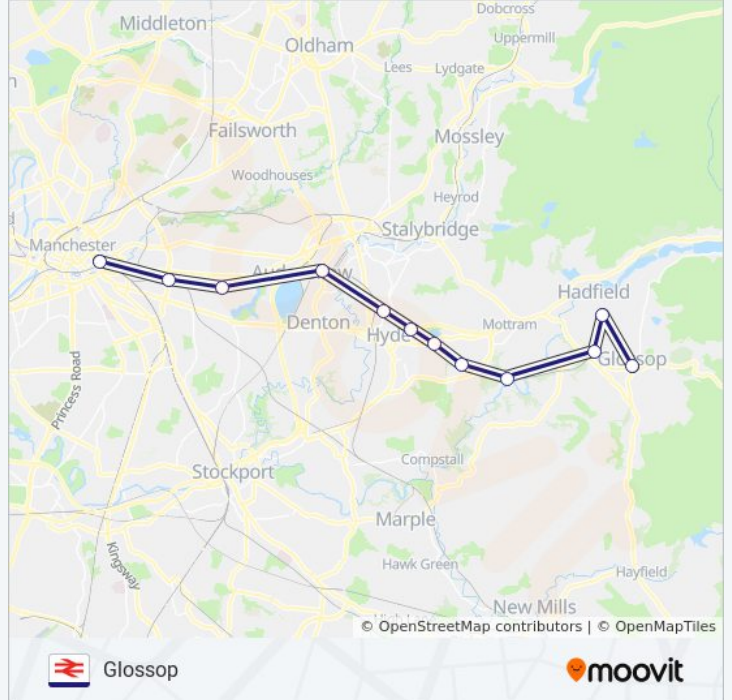 Dobcross
Middleton
Uppermill
Oldham
Lees
Lydgate
Failsworth
Mossley
Woodhouses
Heyrod
Stalybridge
Manchester
Hadfield
Denton
Mottram
Hyde
Glossop
Princess Road
Compstall
Stockport
Marple
Kingsway
Hawk Green
Hayfield
New Mills
© OpenStreetMap contributors | © OpenMapTiles
Glossop
moovit